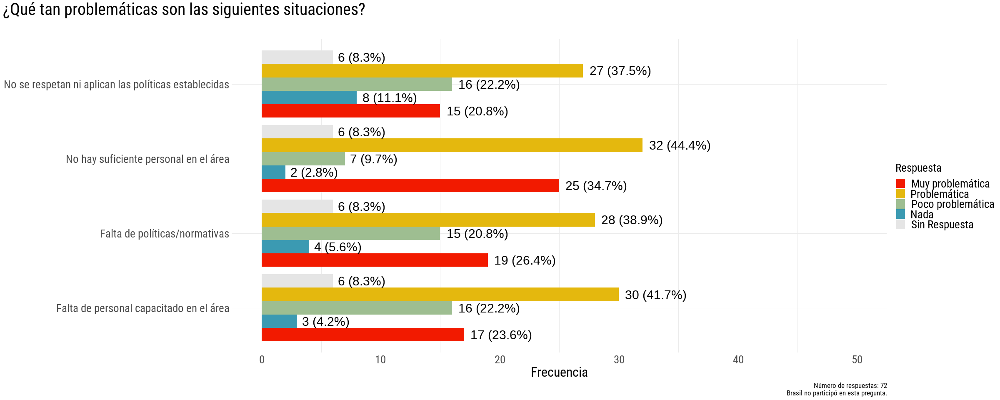 ¿Qué tan problemáticas son las siguientes situaciones?
No se respetan ni aplican las políticas establecidas
6 (8.3%)
27 (37.5%)
16 (22.2%)
8 (11.1%)
15 (20.8%)
No hay suficiente personal en el área
6 (8.3%)
32 (44.4%)
7 (9.7%)
2 (2.8%)
25 (34.7%)
Falta de políticas/normativas
6 (8.3%)
28 (38.9%)
15 (20.8%)
4 (5.6%)
19 (26.4%)
Falta de personal capacitado en el área
6 (8.3%)
30 (41.7%)
16 (22.2%)
3 (4.2%)
17 (23.6%)
0 10 20 30 40 50
Frecuencia
Respuesta
Muy problemática
Problemática
Poco problemática
Nada
Sin Respuesta
Número de respuestas: 72
Brasil no participó en esta pregunta.